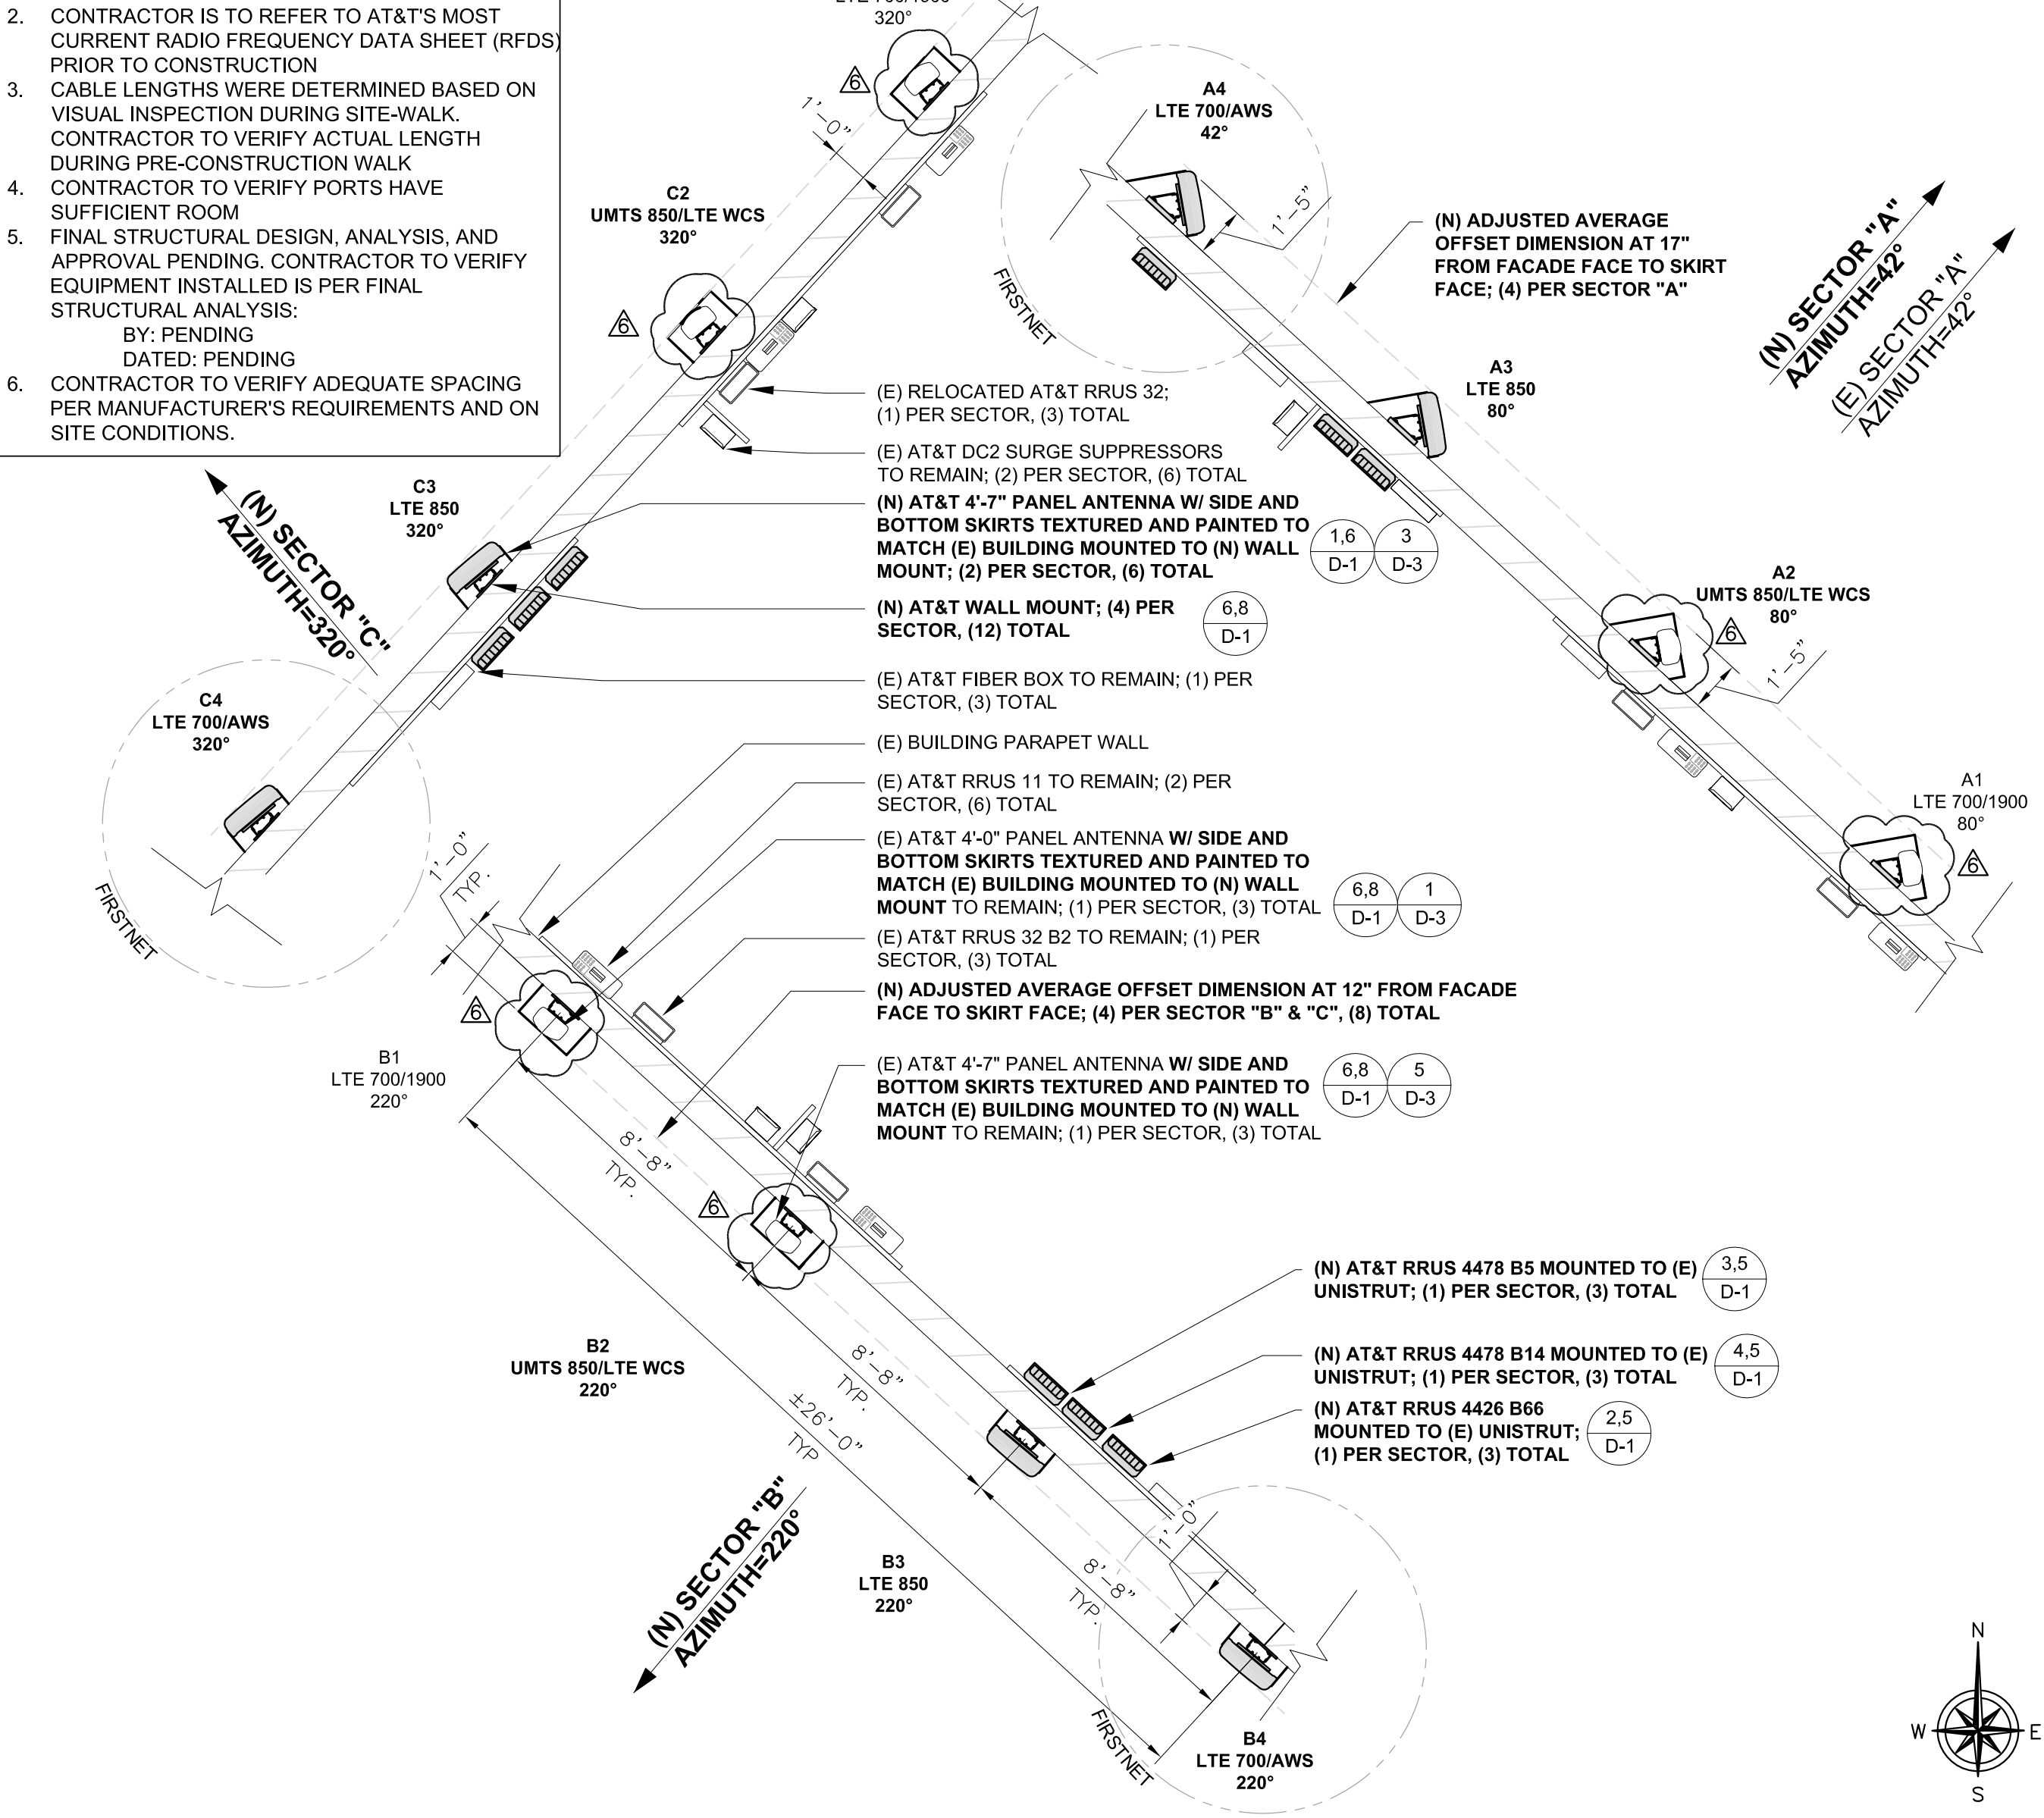 2. CONTRACTOR IS TO REFER TO AT&T'S MOST
CURRENT RADIO FREQUENCY DATA SHEET (RFDS)
PRIOR TO CONSTRUCTION
3. CABLE LENGTHS WERE DETERMINED BASED ON
VISUAL INSPECTION DURING SITE-WALK.
CONTRACTOR TO VERIFY ACTUAL LENGTH
DURING PRE-CONSTRUCTION WALK
4. CONTRACTOR TO VERIFY PORTS HAVE
SUFFICIENT ROOM
5. FINAL STRUCTURAL DESIGN, ANALYSIS, AND
APPROVAL PENDING. CONTRACTOR TO VERIFY
EQUIPMENT INSTALLED IS PER FINAL
STRUCTURAL ANALYSIS:
BY: PENDING
DATED: PENDING
6. CONTRACTOR TO VERIFY ADEQUATE SPACING
PER MANUFACTURER'S REQUIREMENTS AND ON
SITE CONDITIONS.
320°
6
1'-0"
C2
UMTS 850/LTE WCS
320°
6
C3
LTE 850
320°
(N) SECTOR "C"
AZIMUTH=320°
C4
LTE 700/AWS
320°
FIRSTNET
A4
LTE 700/AWS
42°
FIRSTNET
1'-5"
(N) ADJUSTED AVERAGE
OFFSET DIMENSION AT 17"
FROM FACADE FACE TO SKIRT
FACE; (4) PER SECTOR "A"
(N) SECTOR "A"
AZIMUTH=42°
(E) SECTOR "A"
AZIMUTH=42°
A3
LTE 850
80°
A2
UMTS 850/LTE WCS
80°
6
1'-5"
A1
LTE 700/1900
80°
6
(E) RELOCATED AT&T RRUS 32;
(1) PER SECTOR, (3) TOTAL
(E) AT&T DC2 SURGE SUPPRESSORS
TO REMAIN; (2) PER SECTOR, (6) TOTAL
(N) AT&T 4'-7" PANEL ANTENNA W/ SIDE AND
BOTTOM SKIRTS TEXTURED AND PAINTED TO
MATCH (E) BUILDING MOUNTED TO (N) WALL
MOUNT; (2) PER SECTOR, (6) TOTAL
1,6 3
D-1 D-3
(N) AT&T WALL MOUNT; (4) PER
SECTOR, (12) TOTAL
6,8
D-1
(E) AT&T FIBER BOX TO REMAIN; (1) PER
SECTOR, (3) TOTAL
(E) BUILDING PARAPET WALL
(E) AT&T RRUS 11 TO REMAIN; (2) PER
SECTOR, (6) TOTAL
(E) AT&T 4'-0" PANEL ANTENNA W/ SIDE AND
BOTTOM SKIRTS TEXTURED AND PAINTED TO
MATCH (E) BUILDING MOUNTED TO (N) WALL
MOUNT TO REMAIN; (1) PER SECTOR, (3) TOTAL
6,8 1
D-1 D-3
(E) AT&T RRUS 32 B2 TO REMAIN; (1) PER
SECTOR, (3) TOTAL
(N) ADJUSTED AVERAGE OFFSET DIMENSION AT 12" FROM FACADE
FACE TO SKIRT FACE; (4) PER SECTOR "B" & "C", (8) TOTAL
(E) AT&T 4'-7" PANEL ANTENNA W/ SIDE AND
BOTTOM SKIRTS TEXTURED AND PAINTED TO
MATCH (E) BUILDING MOUNTED TO (N) WALL
MOUNT TO REMAIN; (1) PER SECTOR, (3) TOTAL
6,8 5
D-1 D-3
1'-0"
TYP.
6
B1
LTE 700/1900
220°
8'-8"
TYP.
6
B2
UMTS 850/LTE WCS
220°
8'-8"
TYP.
±26'-0"
TYP
(N) SECTOR "B"
AZIMUTH=220°
B3
LTE 850
220°
8'-8"
TYP.
1'-0"
(N) AT&T RRUS 4478 B5 MOUNTED TO (E)
UNISTRUT; (1) PER SECTOR, (3) TOTAL
3,5
D-1
(N) AT&T RRUS 4478 B14 MOUNTED TO (E)
UNISTRUT; (1) PER SECTOR, (3) TOTAL
4,5
D-1
(N) AT&T RRUS 4426 B66
MOUNTED TO (E) UNISTRUT;
(1) PER SECTOR, (3) TOTAL
2,5
D-1
FIRSTNET
B4
LTE 700/AWS
220°
N
W E
S